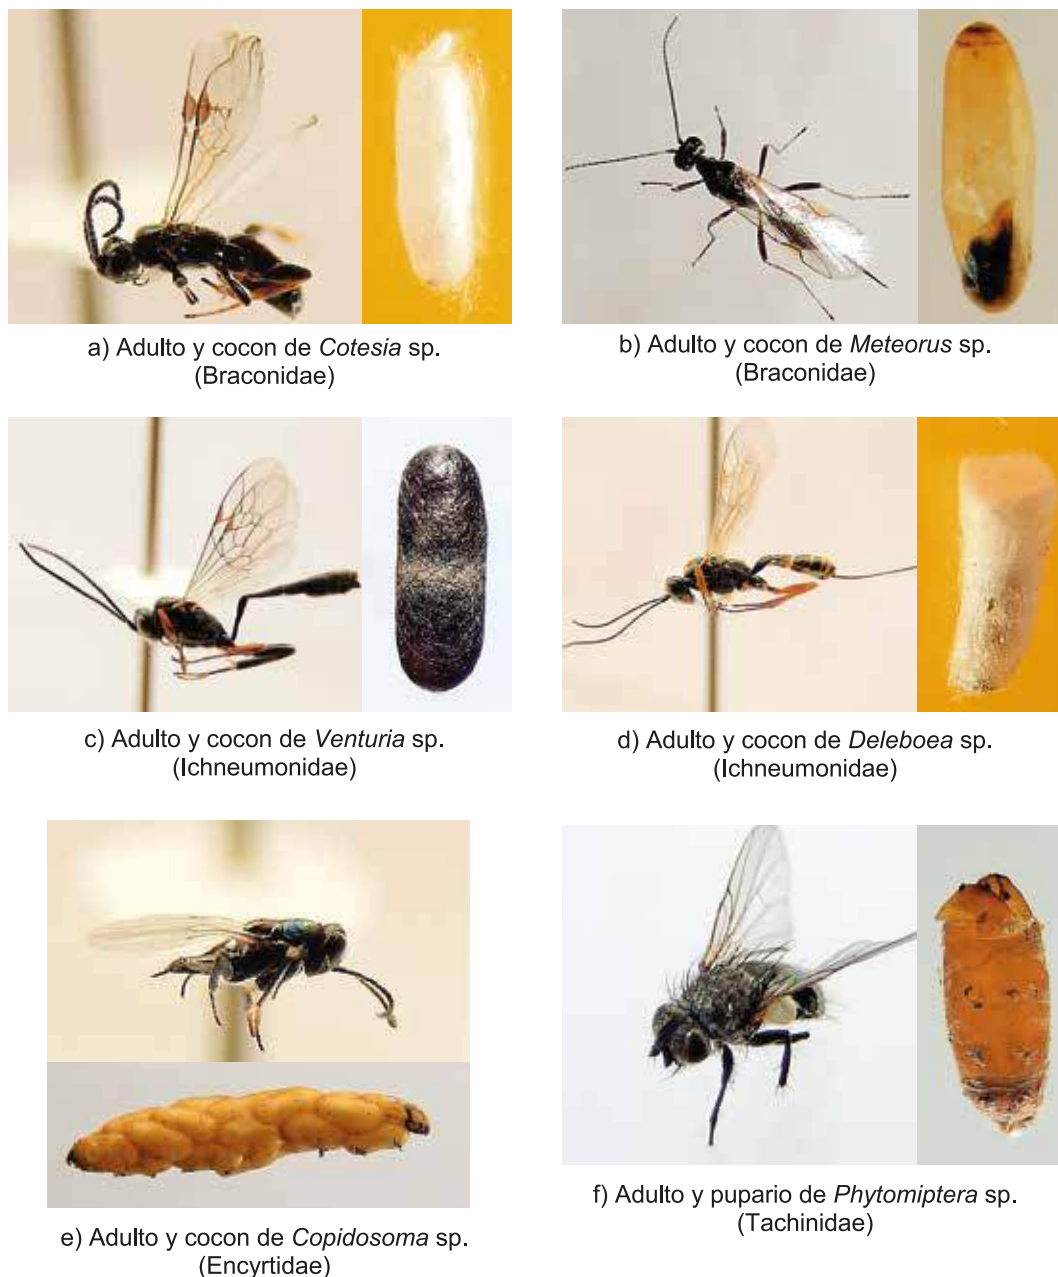 a) Adulto y cocon de Cotesia sp.
(Braconidae)
b) Adulto y cocon de Meteorus sp.
(Braconidae)
c) Adulto y cocon de Venturia sp.
(Ichneumonidae)
d) Adulto y cocon de Deleboea sp.
(Ichneumonidae)
e) Adulto y cocon de Copidosoma sp.
(Encyrtidae)
f) Adulto y pupario de Phytomiptera sp.
(Tachinidae)